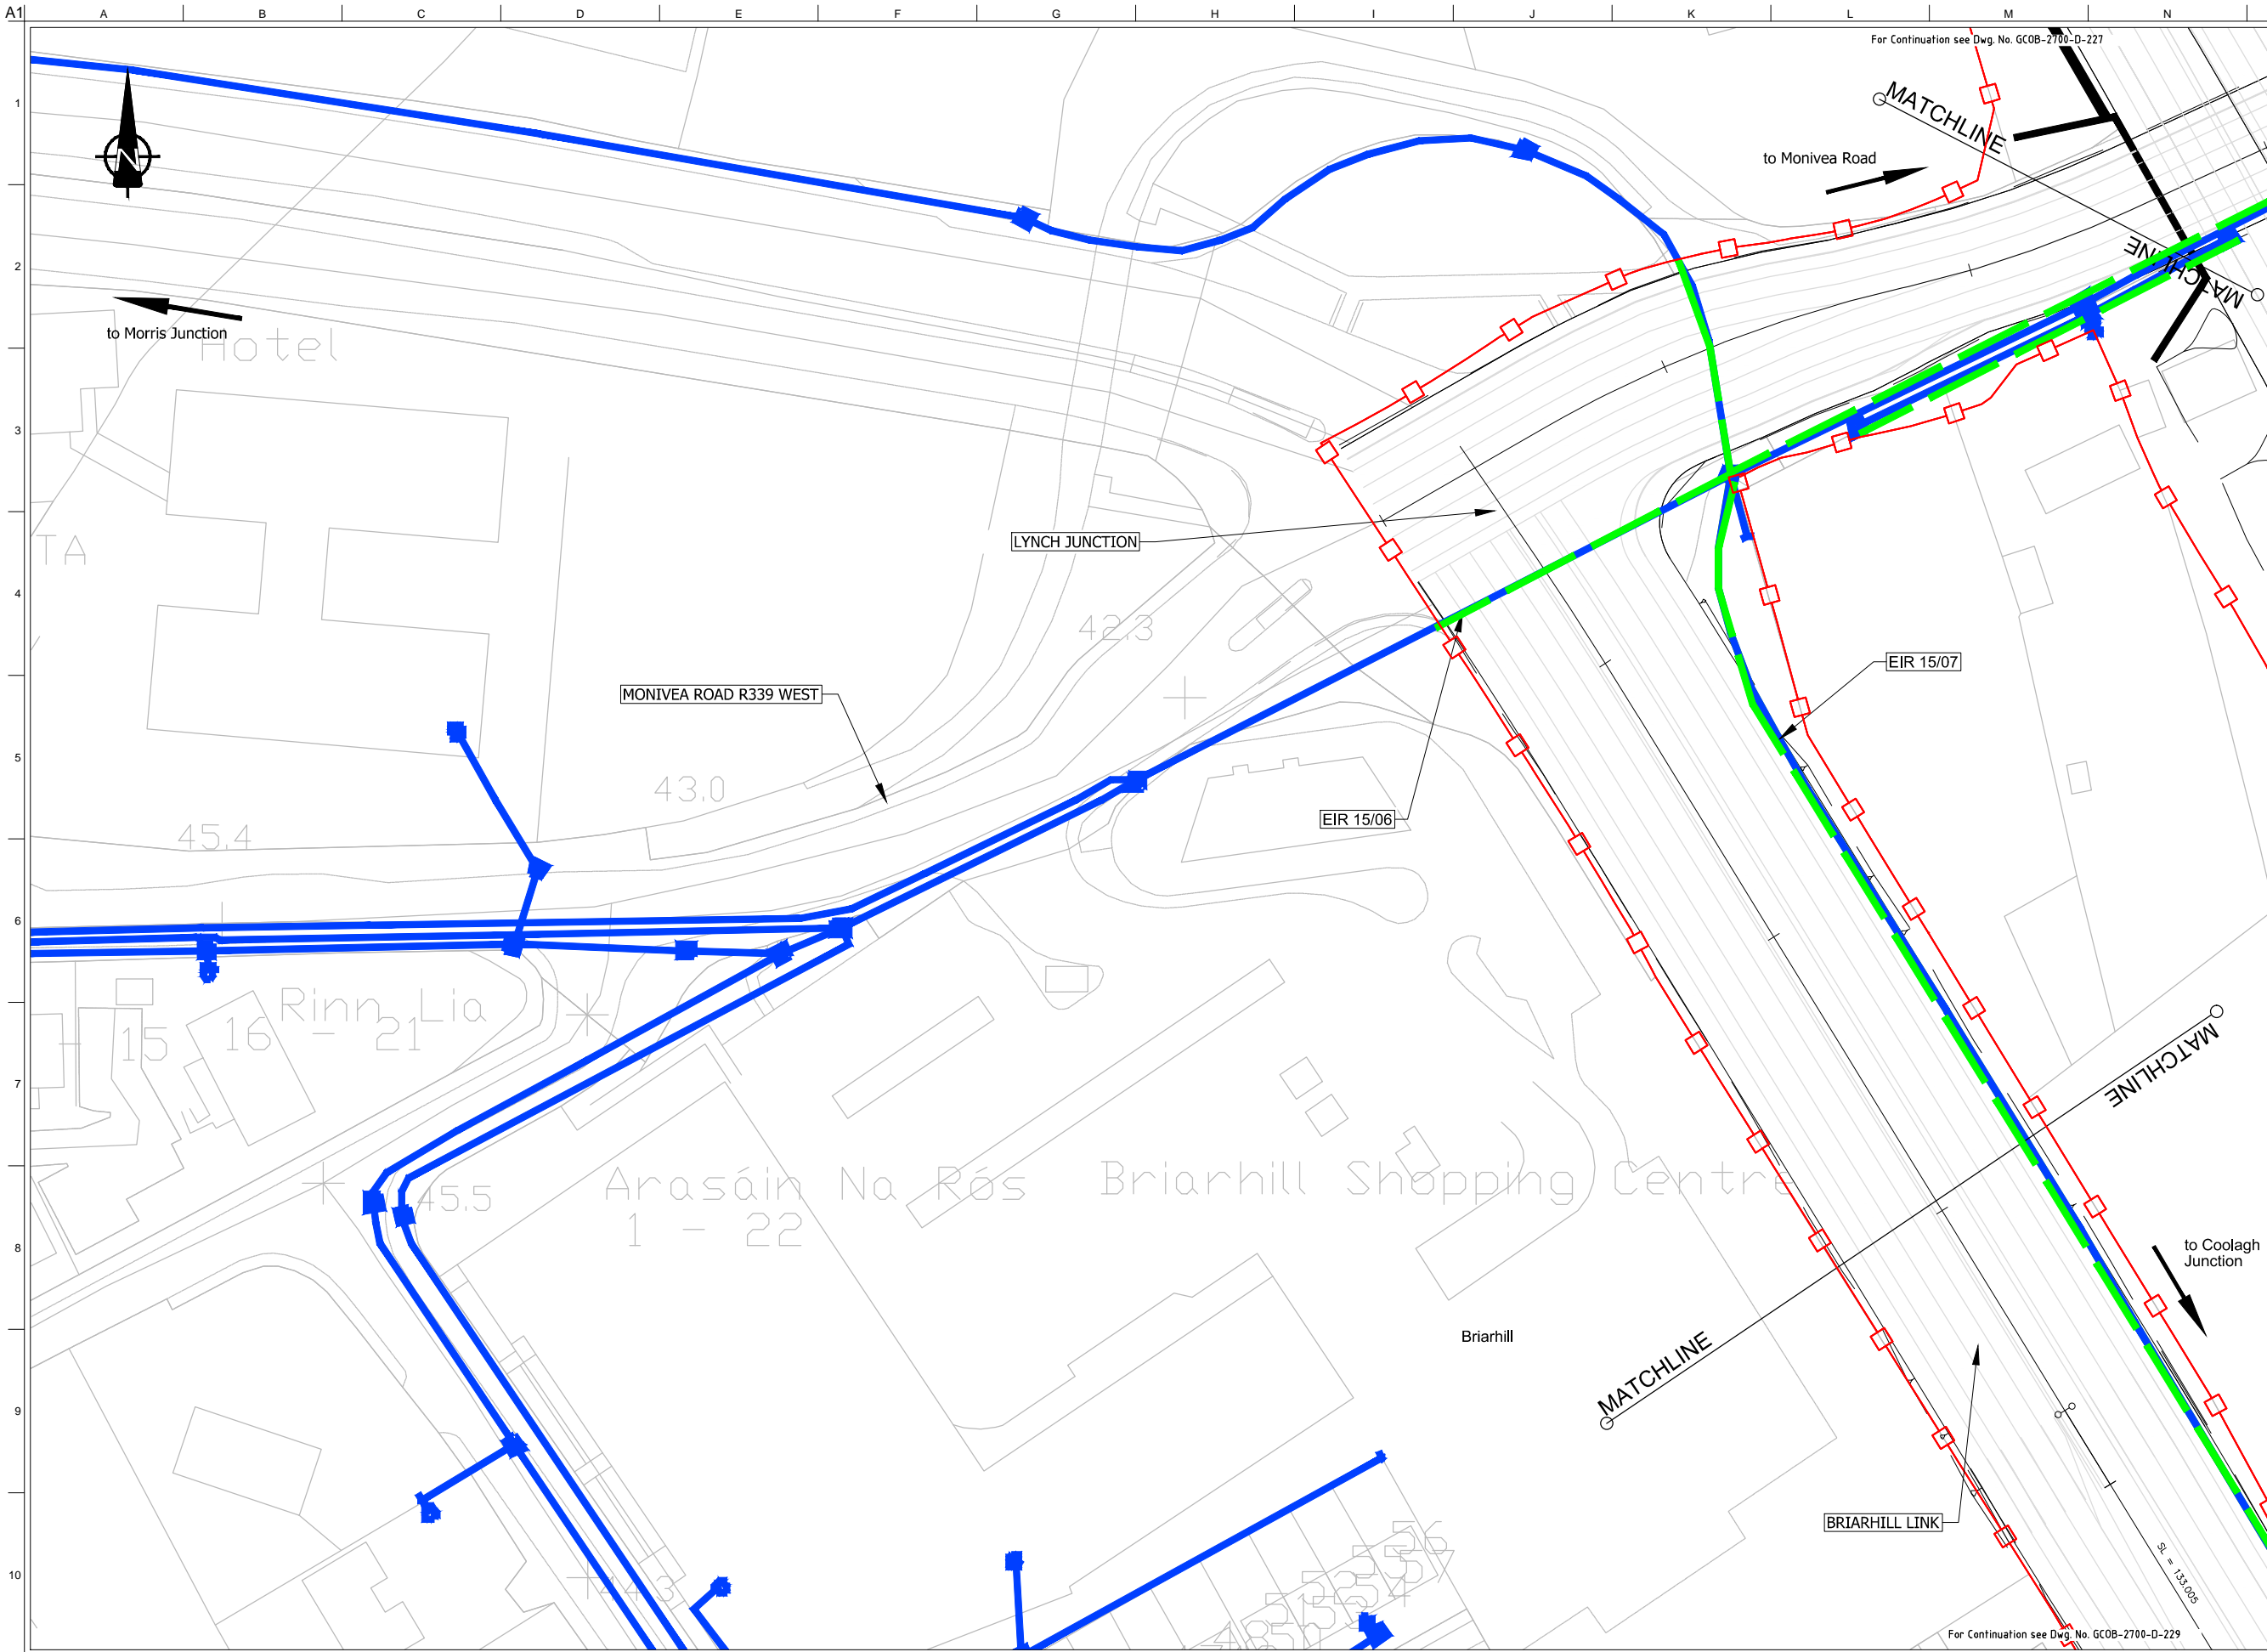 A1 A B C D E F G H I J K L M N
For Continuation see Dwg. No. GCOB-2700-D-227
1
MATCHLINE
N
to Monivea Road
2
MATCHLINE
to Morris Junction
Hotel
3
LYNCH JUNCTION
TA
4
42.3
EIR 15/07
MONIVEA ROAD R339 WEST
5
43.0
EIR 15/06
45.4
6
Rinn Lia
15
16 - 21
7
MATCHLINE
Arasáin Na Rós
1 - 22
Briarhill Shopping Centre
45.5
8
to Coolagh
Junction
Briarhill
MATCHLINE
9
BRIARHILL LINK
56
10
44.3
SL = 133.005
For Continuation see Dwg. No. GCOB-2700-D-229